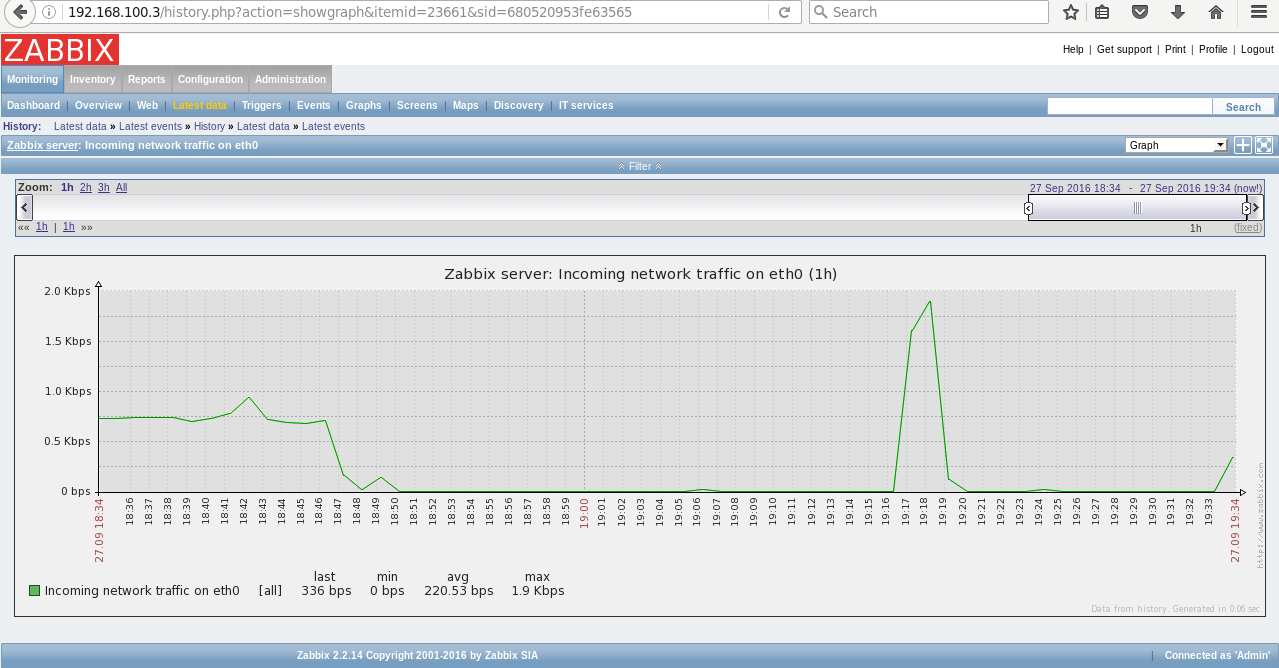 192.168.100.3/history.php?action=showgraph&itemid=23661&sid=680520953fe63565
Search
ZABBIX
Help | Get support | Print | Profile | Logout
Monitoring Inventory Reports Configuration Administration
Dashboard | Overview | Web | Latest data | Triggers | Events | Graphs | Screens | Maps | Discovery | IT services
Search
History: Latest data » Latest events » History » Latest data » Latest events
Zabbix server: Incoming network traffic on eth0
Graph
Filter
Zoom: 1h 2h 3h All
27 Sep 2016 18:34 - 27 Sep 2016 19:34 (now!)
«« 1h | 1h »»
1h (fixed)
Zabbix server: Incoming network traffic on eth0 (1h)
2.0 Kbps
1.5 Kbps
1.0 Kbps
0.5 Kbps
0 bps
27.09 18:34
18:36
18:37
18:38
18:39
18:40
18:41
18:42
18:43
18:44
18:45
18:46
18:47
18:48
18:49
18:50
18:51
18:52
18:53
18:54
18:55
18:56
18:57
18:58
18:59
19:00
19:01
19:02
19:03
19:04
19:05
19:06
19:07
19:08
19:09
19:10
19:11
19:12
19:13
19:14
19:15
19:16
19:17
19:18
19:19
19:20
19:21
19:22
19:23
19:24
19:25
19:26
19:27
19:28
19:29
19:30
19:31
19:32
19:33
27.09 19:34
http://www.zabbix.com
last min avg max
Incoming network traffic on eth0 [all] 336 bps 0 bps 220.53 bps 1.9 Kbps
Data from history. Generated in 0.06 sec.
Zabbix 2.2.14 Copyright 2001-2016 by Zabbix SIA
| Connected as 'Admin'